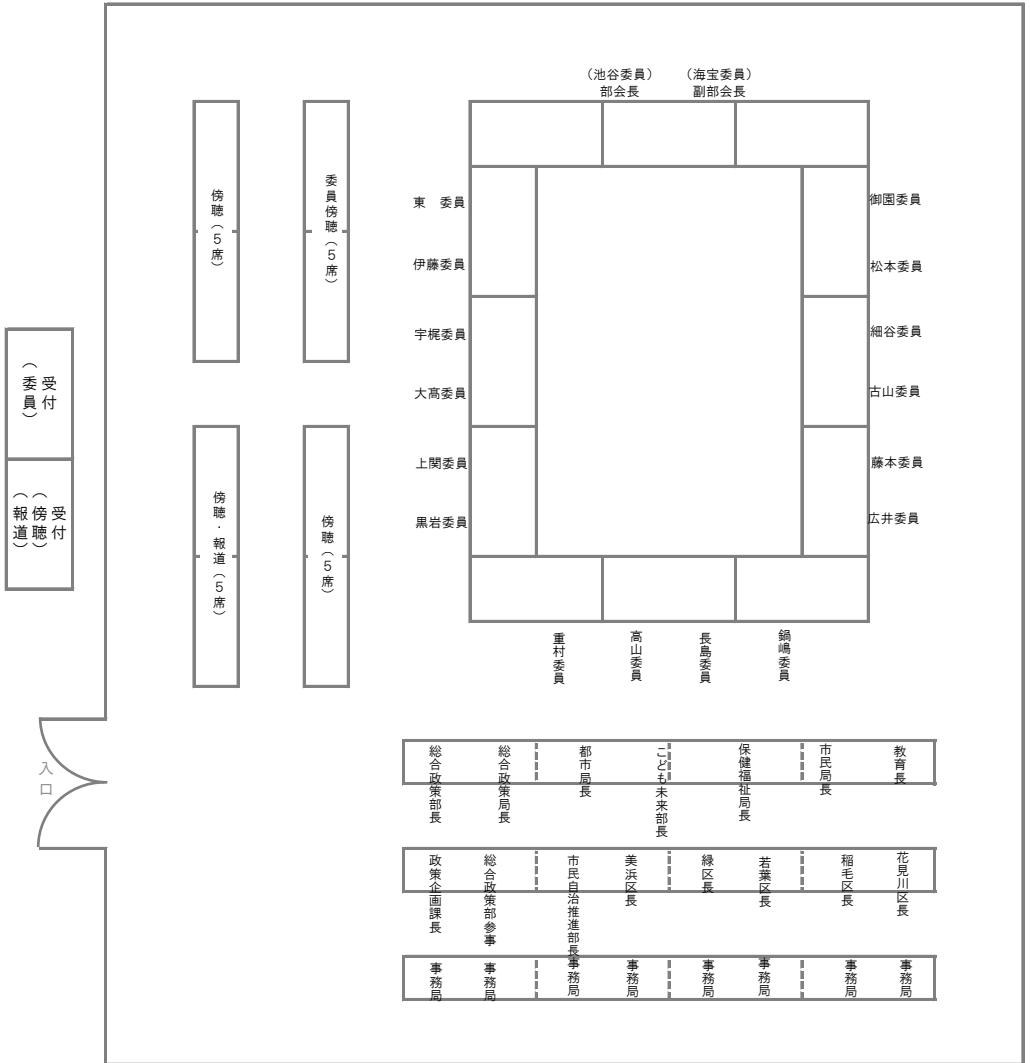 （池谷委員）
部会長
（海宝委員）
副部会長
傍聴（５席）
委員傍聴（５席）
東　委員
伊藤委員
宇梶委員
大髙委員
上関委員
黒岩委員
御園委員
松本委員
細谷委員
古山委員
藤本委員
広井委員
受付
（委員）
受付
（傍聴）
（報道）
傍聴・報道（５席）
傍聴（５席）
重村委員
高山委員
長島委員
鍋嶋委員
入口
総合政策部長
総合政策局長
都市局長
こども未来部長
保健福祉局長
市民局長
教育長
政策企画課長
総合政策部参事
市民自治推進部長
美浜区長
緑区長
若葉区長
稲毛区長
花見川区長
事務局
事務局
事務局
事務局
事務局
事務局
事務局
事務局